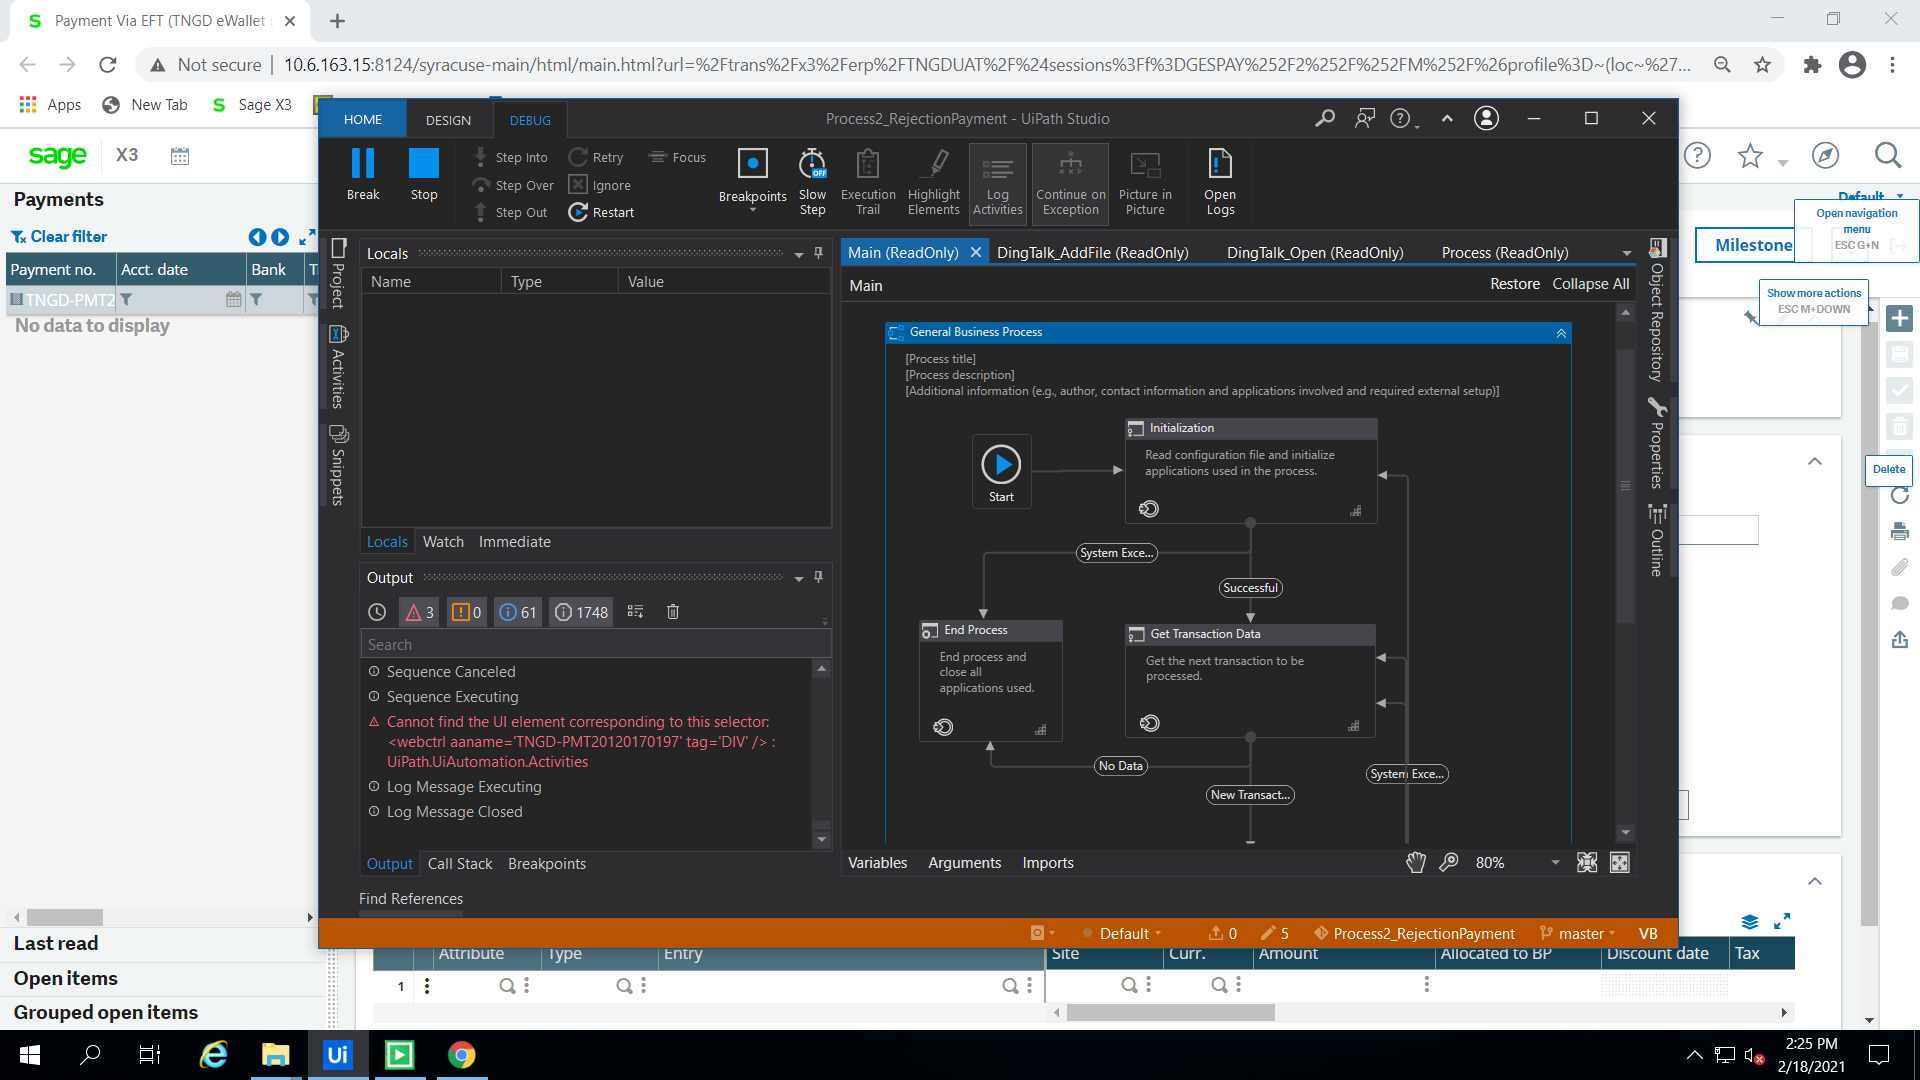 Payment Via EFT (TNGD eWallet
Not secure
10.6.163.15:8124/syracuse-main/html/main.html?url=%2Ftrans%2Fx3%2Ferp%2FTNGDUAT%2F%24sessions%3Ff%3DGESPAY%252F2%252F%252FM%252F%26profile%3D~(loc~%27...
Apps
New Tab
Sage X3
sage
X3
Payments
Clear filter
Payment no.
Acct. date
Bank
TNGD-PMT2
No data to display
Last read
Open items
Grouped open items
HOME
DESIGN
DEBUG
Process2_RejectionPayment - UiPath Studio
Break
Stop
Step Into
Step Over
Step Out
Retry
Ignore
Restart
Focus
Breakpoints
Slow Step
OFF
Execution Trail
Highlight Elements
Log Activities
Continue on Exception
Picture in Picture
Open Logs
Project
Activities
Snippets
Locals
Name
Type
Value
Locals
Watch
Immediate
Output
3
0
61
1748
Search
Sequence Canceled
Sequence Executing
Cannot find the UI element corresponding to this selector:
<webctrl aaname='TNGD-PMT20120170197' tag='DIV' /> :
UiPath.UiAutomation.Activities
Log Message Executing
Log Message Closed
Output
Call Stack
Breakpoints
Find References
Main (ReadOnly)
DingTalk_AddFile (ReadOnly)
DingTalk_Open (ReadOnly)
Process (ReadOnly)
Main
Restore
Collapse All
General Business Process
[Process title]
[Process description]
[Additional information (e.g., author, contact information and applications involved and required external setup)]
Start
Initialization
Read configuration file and initialize
applications used in the process.
System Exce...
Successful
End Process
End process and
close all
applications used.
Get Transaction Data
Get the next transaction to be
processed.
No Data
New Transact...
System Exce...
Variables
Arguments
Imports
80%
Object Repository
Properties
Outline
Default
0
5
Process2_RejectionPayment
master
VB
Default
Open navigation
menu
ESC G+N
Milestone
Show more actions
ESC M+DOWN
Delete
Attribute
Type
Entry
Site
Curr.
Amount
Allocated to BP
Discount date
Tax
1
Ui
2:25 PM
2/18/2021